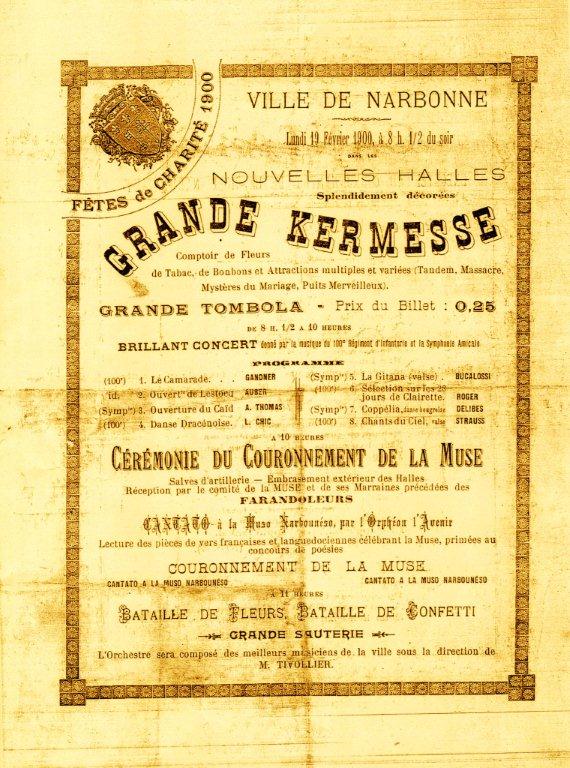 FÊTES de CHARITÉ 1900
VILLE DE NARBONNE
Lundi 19 Février 1900, à 8 h. 1/2 du soir
DANS LES
NOUVELLES HALLES
Splendidement décorées
GRANDE KERMESSE
Comptoir de Fleurs
de Tabac, de Bonbons et Attractions multiples et variées (Tandem, Massacre,
Mystères du Mariage, Puits Merveilleux).
GRANDE TOMBOLA - Prix du Billet : 0,25
DE 8 H. 1/2 A 10 HEURES
BRILLANT CONCERT donné par la musique du 100e Régiment d'Infanterie et la Symphonie Amicale
PROGRAMME
(100e) 1. Le Camarade. . . GANDNER
id. 2. Ouvert. de Lestocq AUBER
(Symp.) 3. Ouverture du Caïd A. THOMAS
(100e) 4. Danse Dracénoise. L. CHIC
(Symp.) 5. La Gitana (valse) . BUCALOSSI
(100e) 6. Sélection sur les 28
jours de Clairette. ROGER
(Symp.) 7. Coppélia, danse hongroise DELIBES
(100e) 8. Chants du Ciel, valse STRAUSS
A 10 HEURES
CÉRÉMONIE DU COURONNEMENT DE LA MUSE
Salves d'artillerie — Embrasement extérieur des Halles
Réception par le comité de la MUSE et de ses Marraines précédées des
FARANDOLEURS
CANTATO à la Muso Narbounéso, par l'Orphéon l'Avenir
Lecture des pièces de vers françaises et languedociennes célébrant la Muse, primées au
concours de poésies
COURONNEMENT DE LA MUSE
CANTATO A LA MUSO NARBOUNÉSO CANTATO A LA MUSO NARBOUNÉSO
A 11 HEURES
BATAILLE DE FLEURS, BATAILLE DE CONFETTI
GRANDE SAUTERIE
L'Orchestre sera composé des meilleurs musiciens de la ville sous la direction de
M. TIVOLLIER.